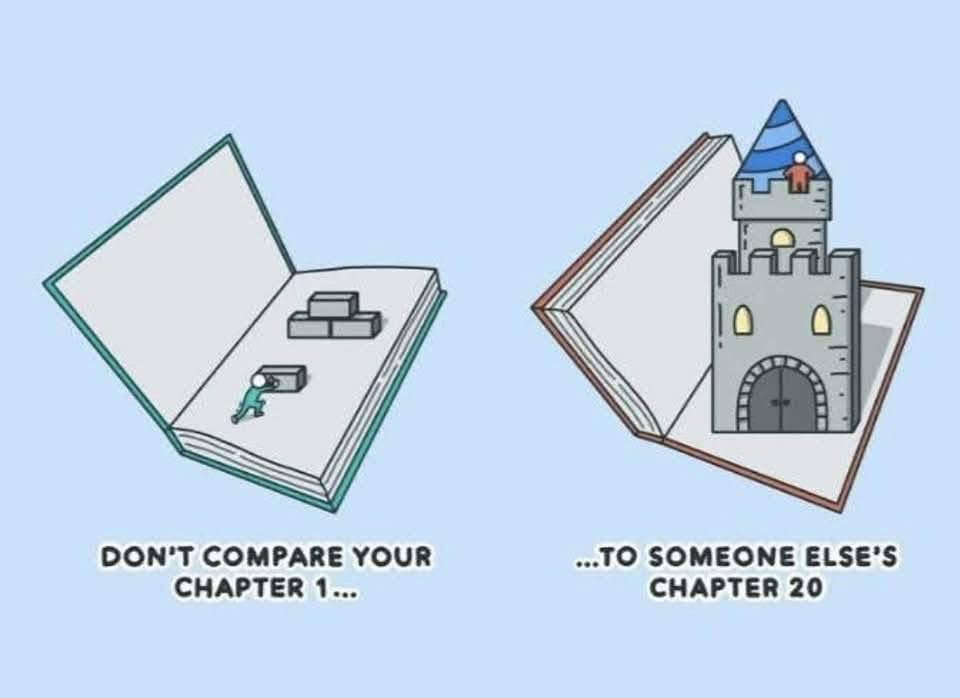 DON'T COMPARE YOUR
CHAPTER 1...
...TO SOMEONE ELSE'S
CHAPTER 20